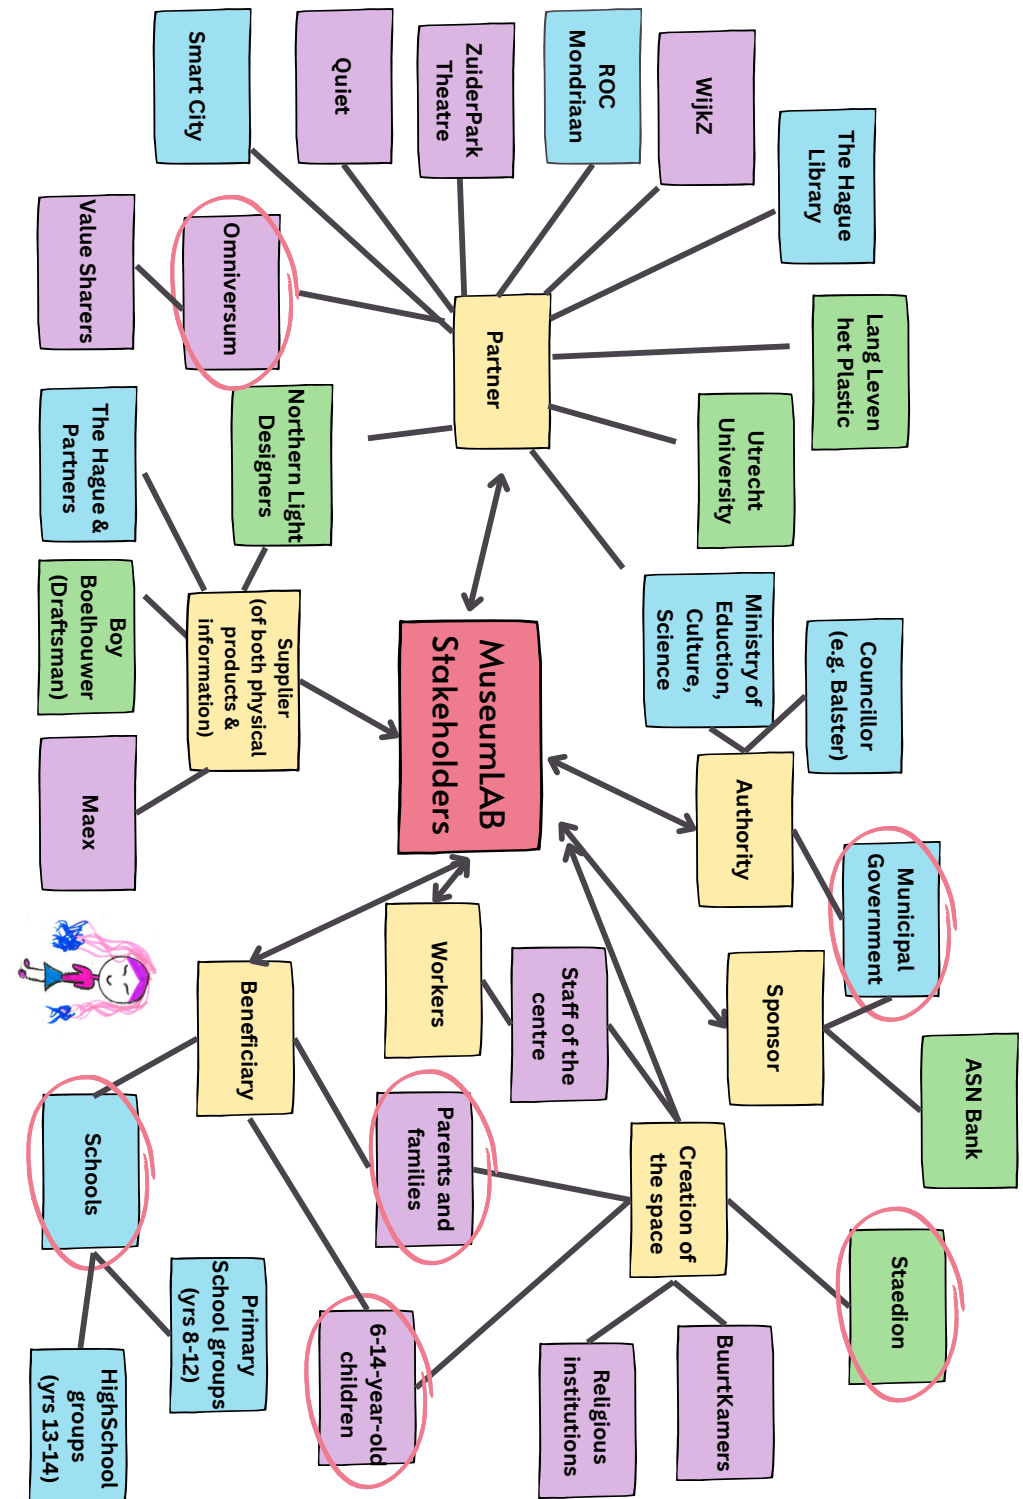 ASN Bank
Lang Leven
het Plastic
Councillor
(e.g. Balster)
Municipal
Government
Staedion
The Hague
Library
Utrecht
University
Ministry of
Eduction,
Culture,
Science
Authority
Sponsor
BuurtKamers
WijkZ
Creation of
the space
ROC
Mondriaan
Religious
institutions
Partner
MuseumLAB
Stakeholders
Staff of the
centre
ZuiderPark
Theatre
Workers
Parents and
families
6-14-year-old
children
Quiet
Northern Light
Designers
Supplier
(of both physical
products &
information)
Beneficiary
Smart City
Omniversum
Primary
School groups
(yrs 8-12)
Value Sharers
The Hague &
Partners
Boy
Boelhouwer
(Draftsman)
Maex
Schools
HighSchool
groups
(yrs 13-14)